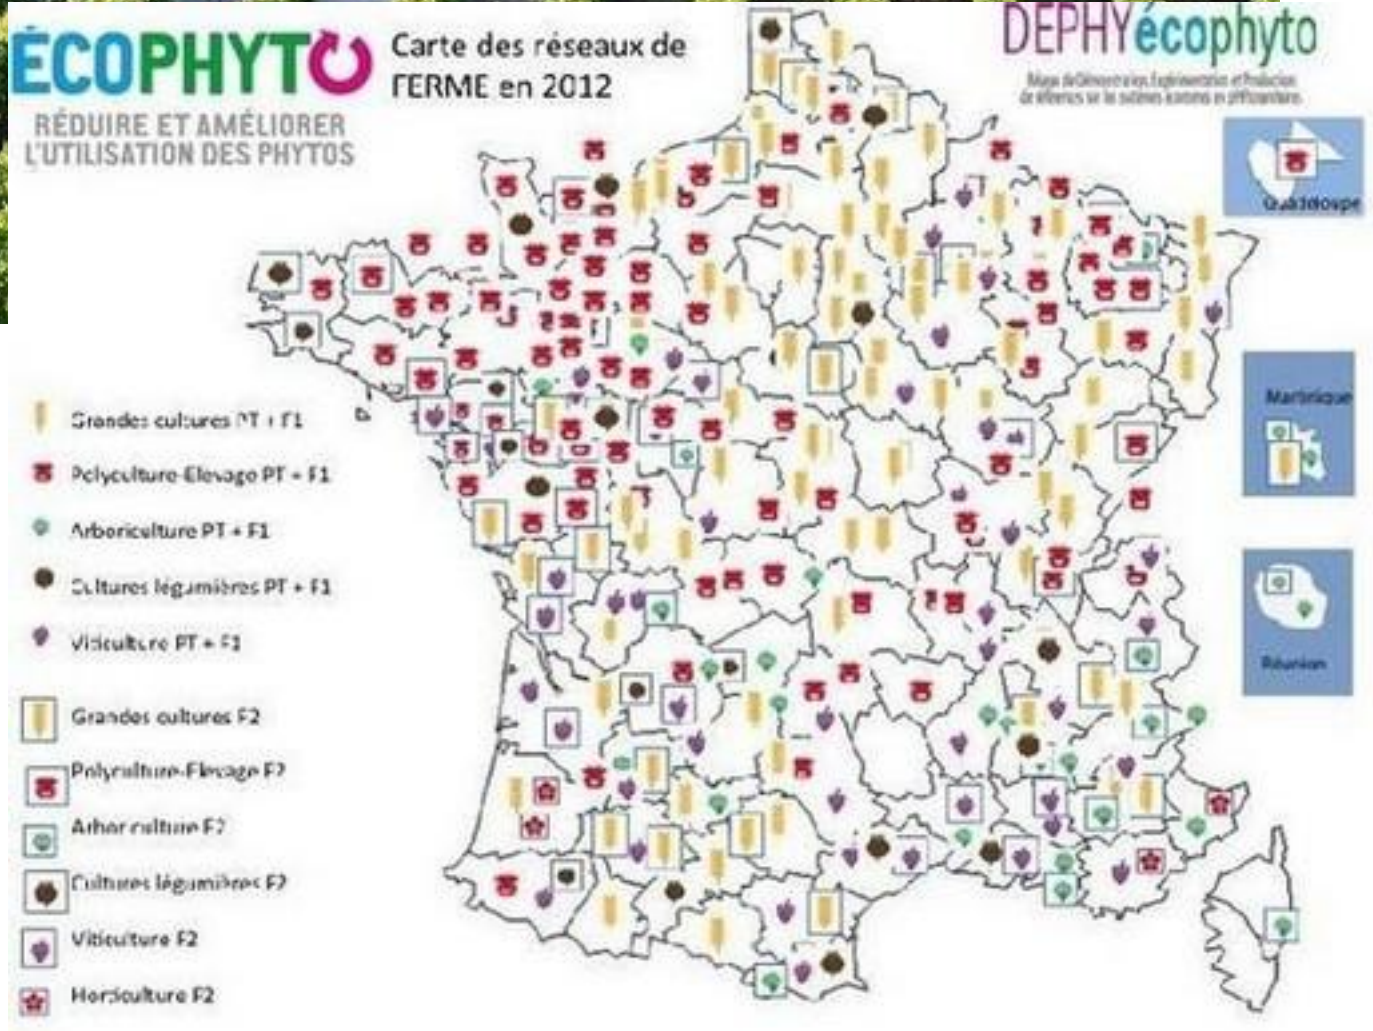 ÉCOPHYTO
RÉDUIRE ET AMÉLIORER
L'UTILISATION DES PHYTOS
Carte des réseaux de
FERME en 2012
DEPHYécophyto
Guadeloupe
Martinique
Réunion
Grandes cultures PT + F1
Polyculture-Elevage PT + F1
Arboriculture PT + F1
Cultures légumières PT + F1
Viticulture PT + F1
Grandes cultures F2
Polyculture-Elevage F2
Arboriculture F2
Cultures légumières F2
Viticulture F2
Horticulture F2